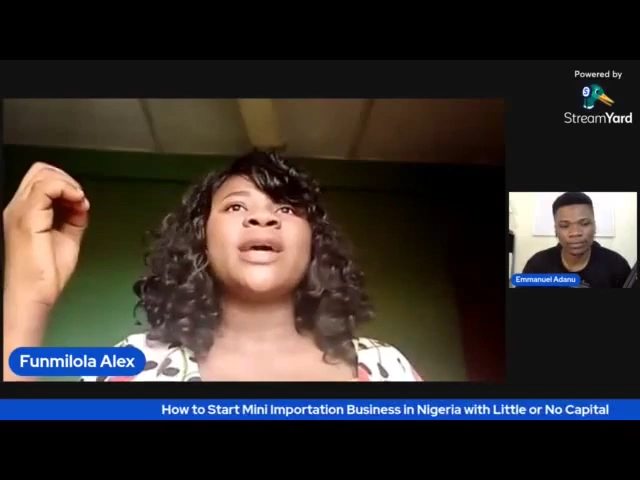 Powered by
StreamYard
Emmanuel Adanu
Funmilola Alex
How to Start Mini Importation Business in Nigeria with Little or No Capital